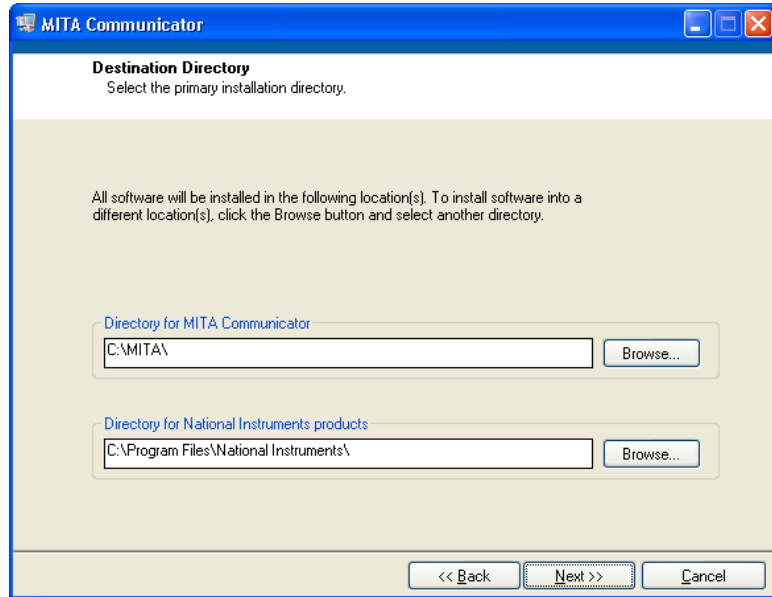 MITA Communicator
Destination Directory
Select the primary installation directory.
All software will be installed in the following location(s). To install software into a
different location(s), click the Browse button and select another directory.
Directory for MITA Communicator
C:\MITA\
Browse...
Directory for National Instruments products
C:\Program Files\National Instruments\
Browse...
<< Back
Next >>
Cancel